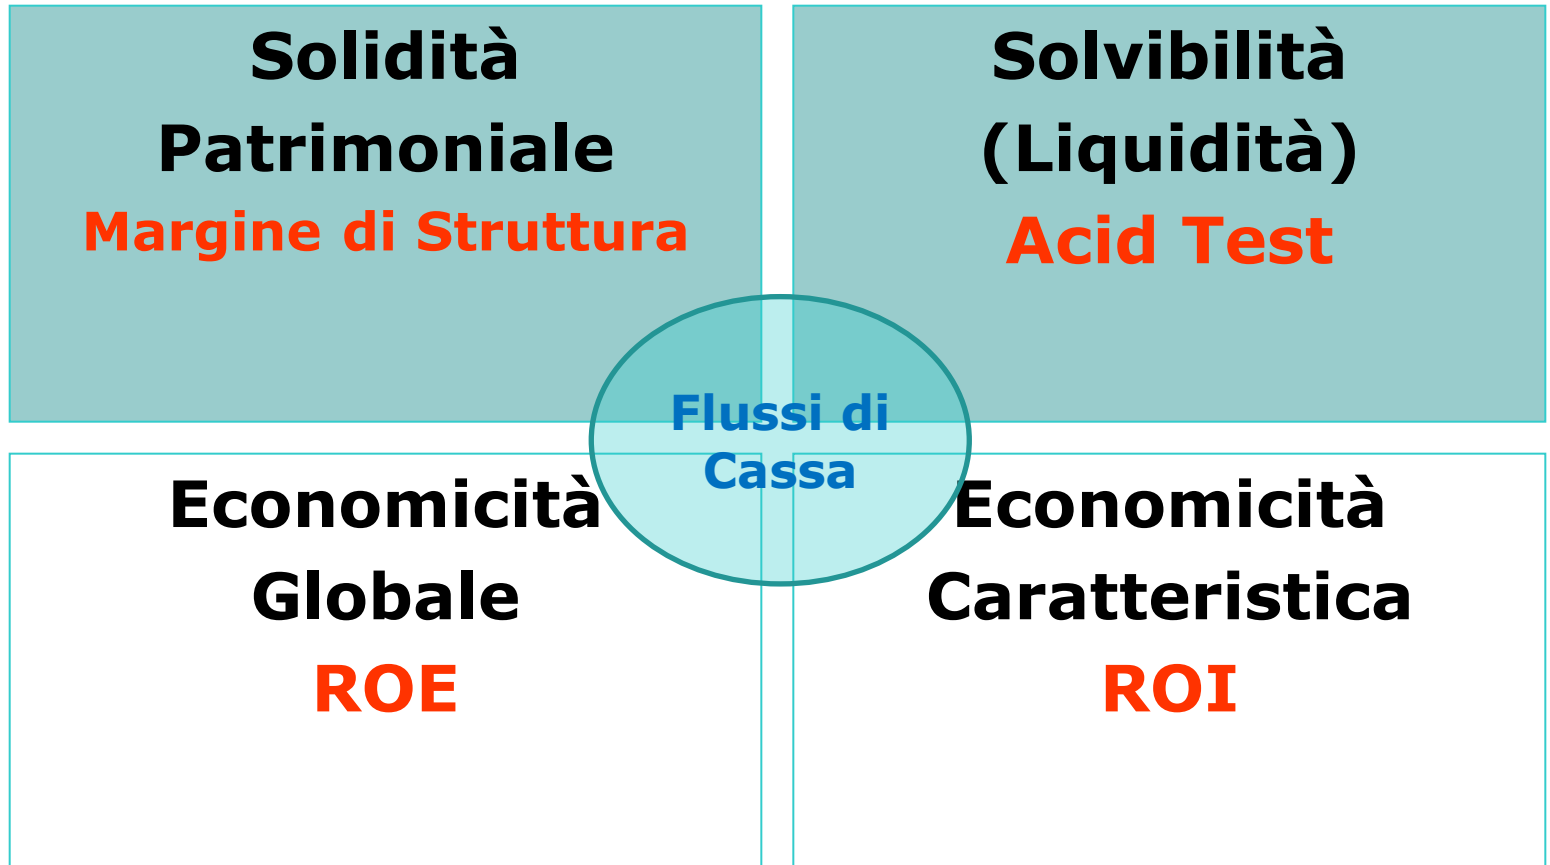 Solidità
Patrimoniale
Margine di Struttura
Solvibilità
(Liquidità)
Acid Test
Flussi di
Cassa
Economicità
Globale
ROE
Economicità
Caratteristica
ROI